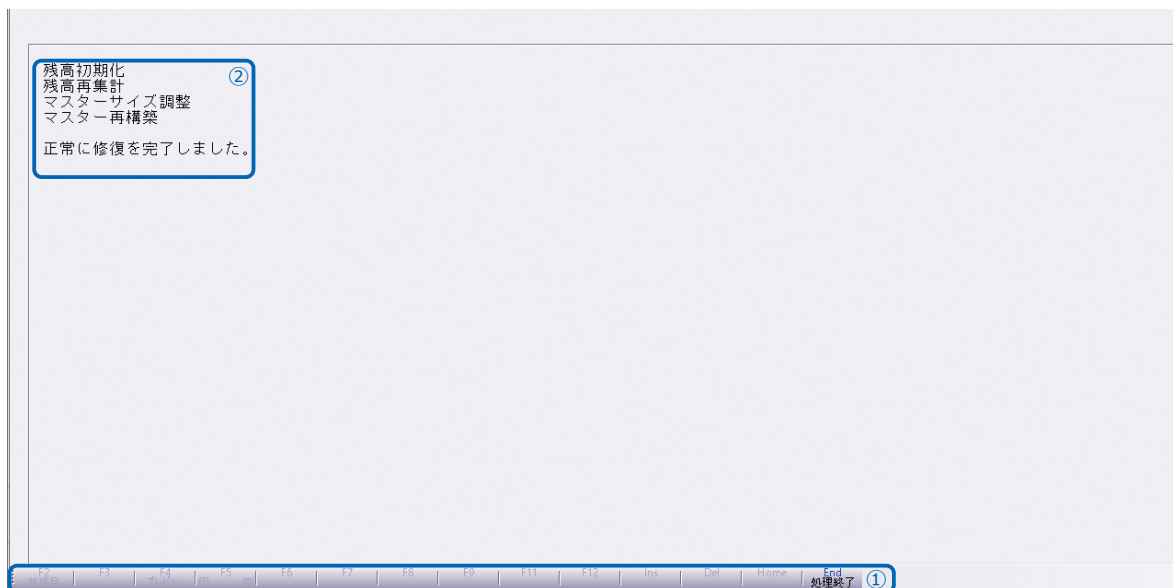 残高初期化
残高再集計
マスターサイズ調整
マスター再構築
②
正常に修復を完了しました。
F2 F3 F4 F5 F6 F7 F8 F9 F11 F12 Ins Del Home End
処理終了 ①